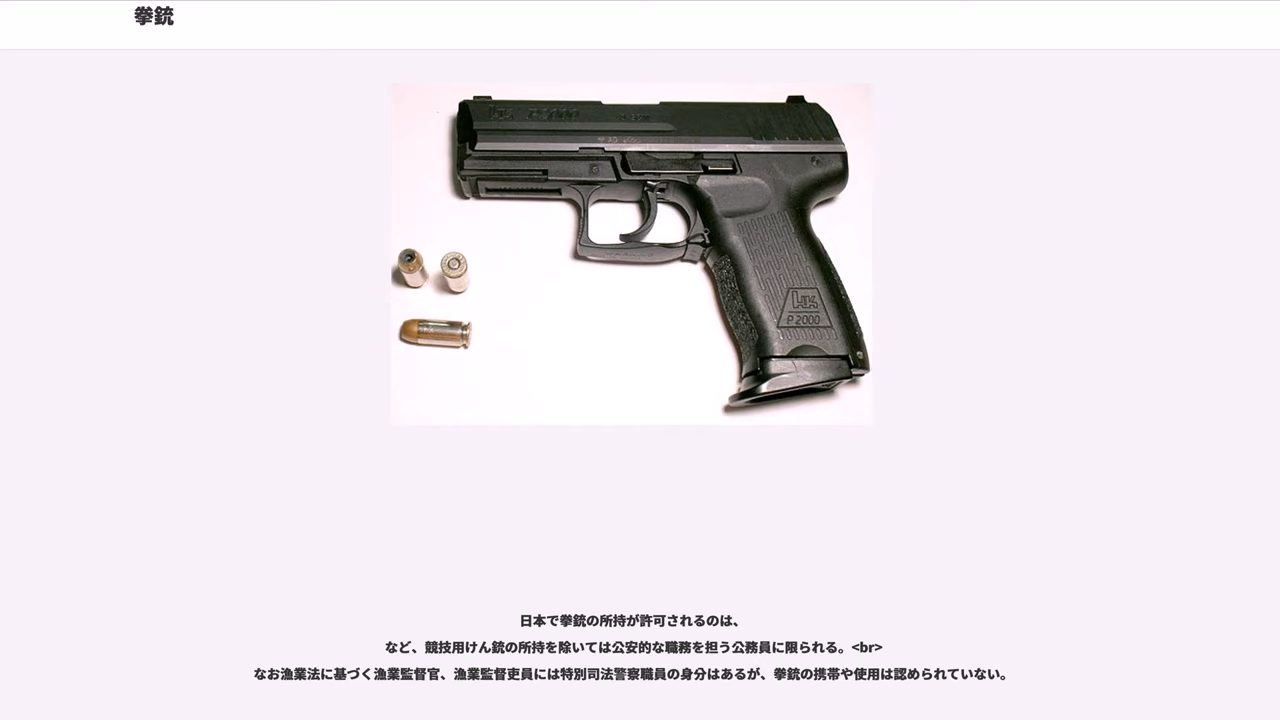 拳銃
HK
P2000
日本で拳銃の所持が許可されるのは、
など、競技用けん銃の所持を除いては公安的な職務を担う公務員に限られる。<br>
なお漁業法に基づく漁業監督官、漁業監督吏員には特別司法警察職員の身分はあるが、拳銃の携帯や使用は認められていない。